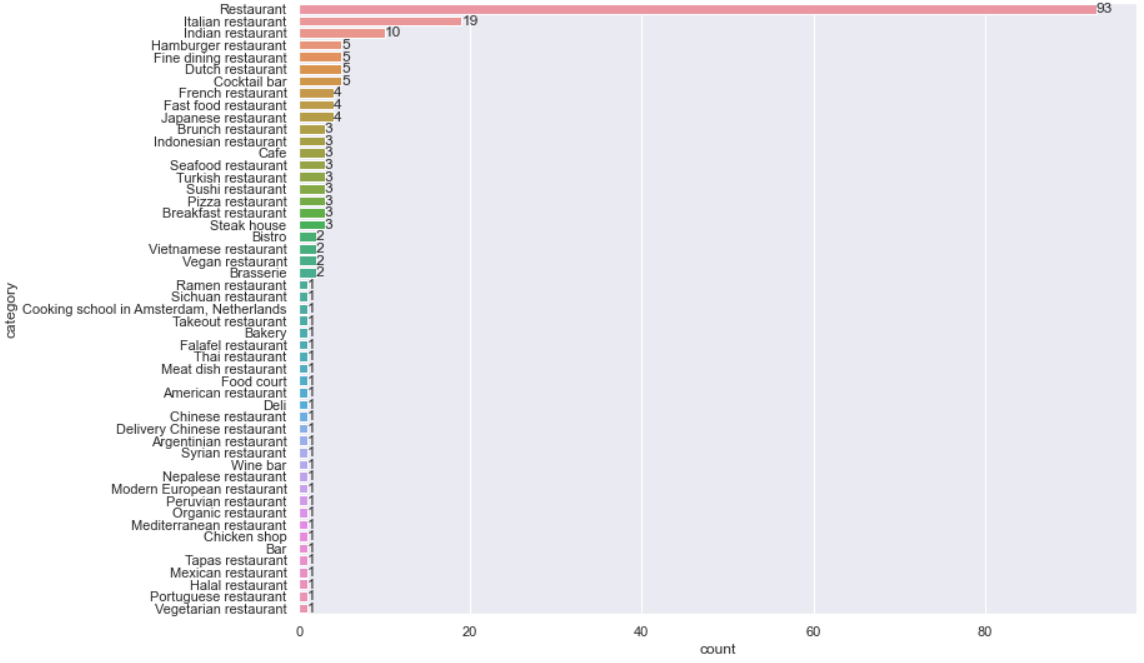 Restaurant 93
Italian restaurant 19
Indian restaurant 10
Hamburger restaurant 5
Fine dining restaurant 5
Dutch restaurant 5
Cocktail bar 5
French restaurant 4
Fast food restaurant 4
Japanese restaurant 4
Brunch restaurant 3
Indonesian restaurant 3
Cafe 3
Seafood restaurant 3
Turkish restaurant 3
Sushi restaurant 3
Pizza restaurant 3
Breakfast restaurant 3
Steak house 3
Bistro 2
Vietnamese restaurant 2
Vegan restaurant 2
Brasserie 2
Ramen restaurant 1
Sichuan restaurant 1
Cooking school in Amsterdam, Netherlands 1
Takeout restaurant 1
Bakery 1
Falafel restaurant 1
Thai restaurant 1
Meat dish restaurant 1
Food court 1
American restaurant 1
Deli 1
Chinese restaurant 1
Delivery Chinese restaurant 1
Argentinian restaurant 1
Syrian restaurant 1
Wine bar 1
Nepalese restaurant 1
Modern European restaurant 1
Peruvian restaurant 1
Organic restaurant 1
Mediterranean restaurant 1
Chicken shop 1
Bar 1
Tapas restaurant 1
Mexican restaurant 1
Halal restaurant 1
Portuguese restaurant 1
Vegetarian restaurant 1
category
0 20 40 60 80
count